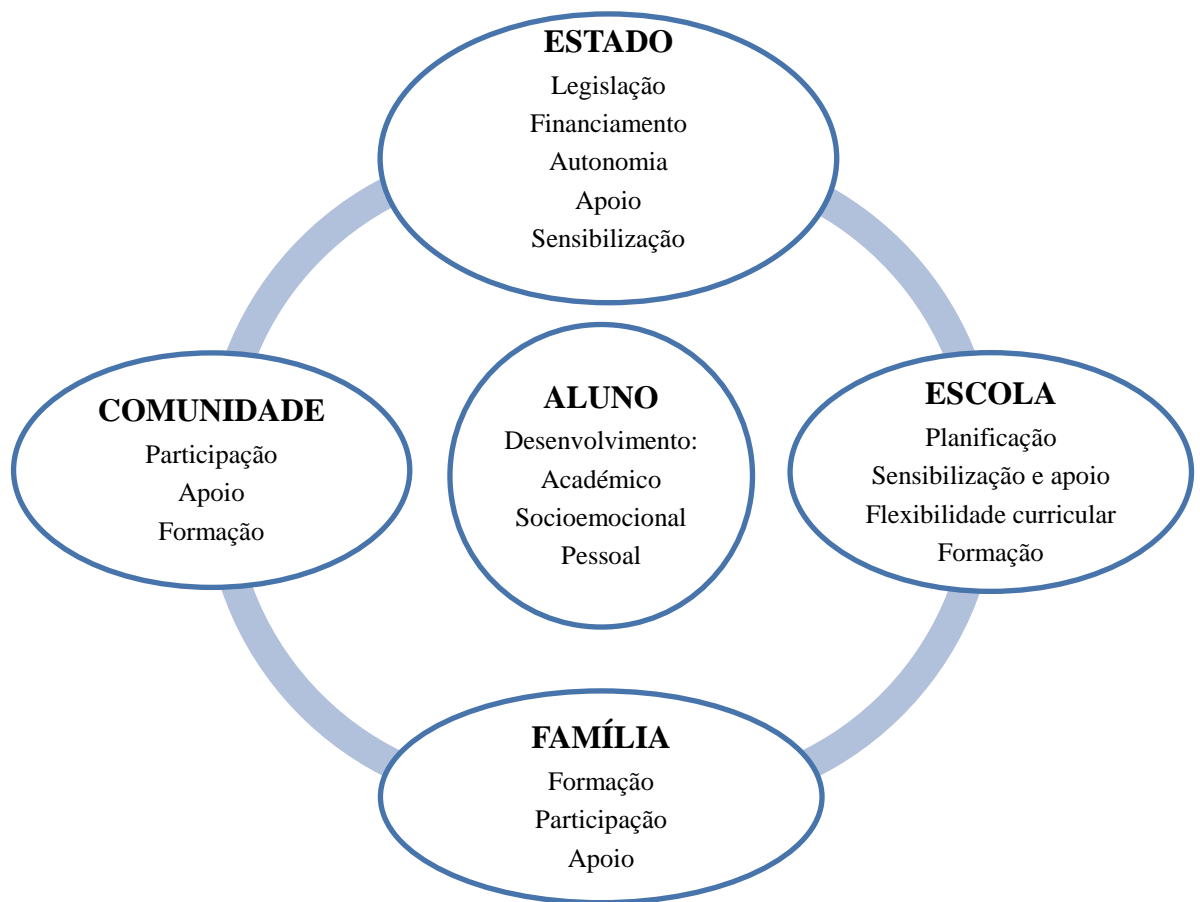 ESTADO
Legislação
Financiamento
Autonomia
Apoio
Sensibilização
COMUNIDADE
Participação
Apoio
Formação
ALUNO
Desenvolvimento:
Académico
Socioemocional
Pessoal
ESCOLA
Planificação
Sensibilização e apoio
Flexibilidade curricular
Formação
FAMÍLIA
Formação
Participação
Apoio